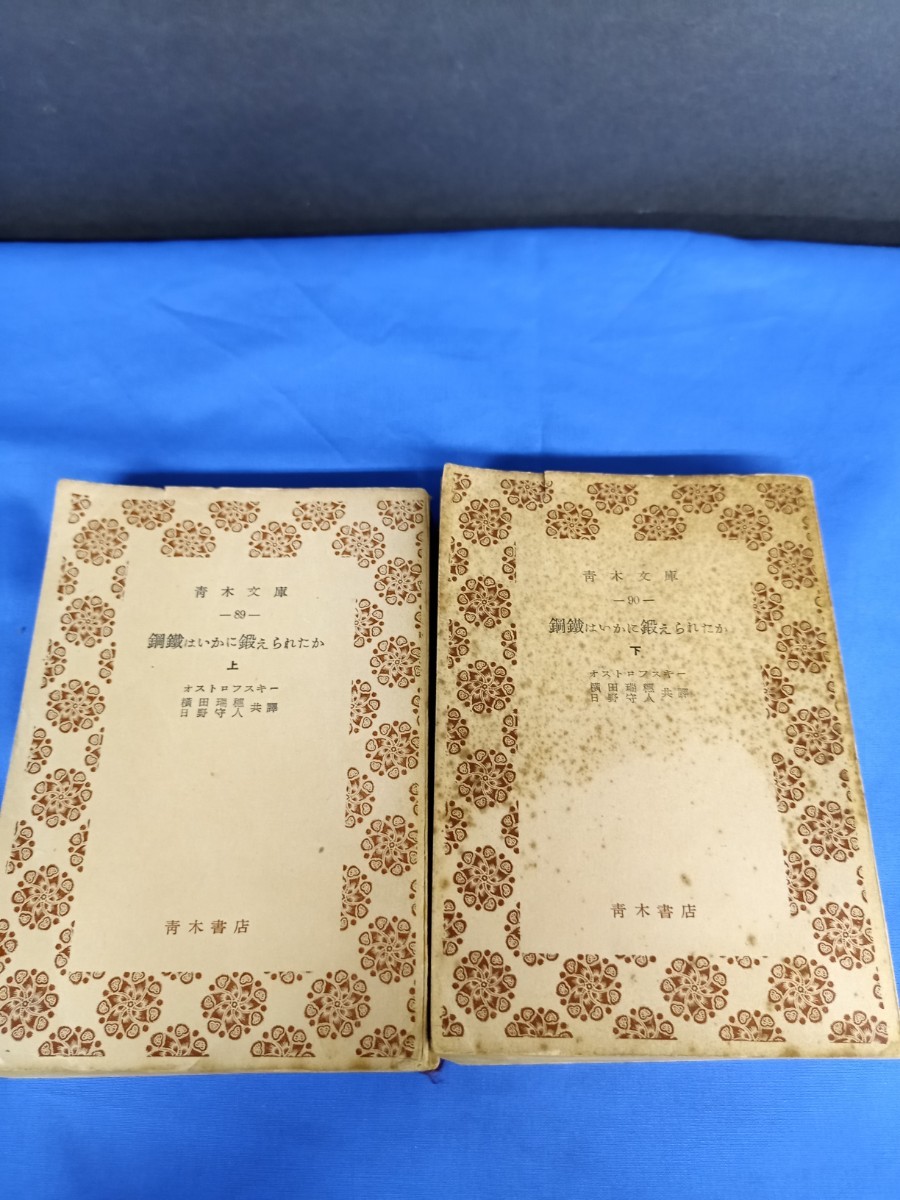 青木文庫
—89—
鋼鐵はいかに鍛えられたか
上
オストロフスキー
横田瑞穂
日野守人 共譯
青木書店
青木文庫
—90—
鋼鐵はいかに鍛えられたか
下
オストロフスキー
横田瑞穂
日野守人 共譯
青木書店